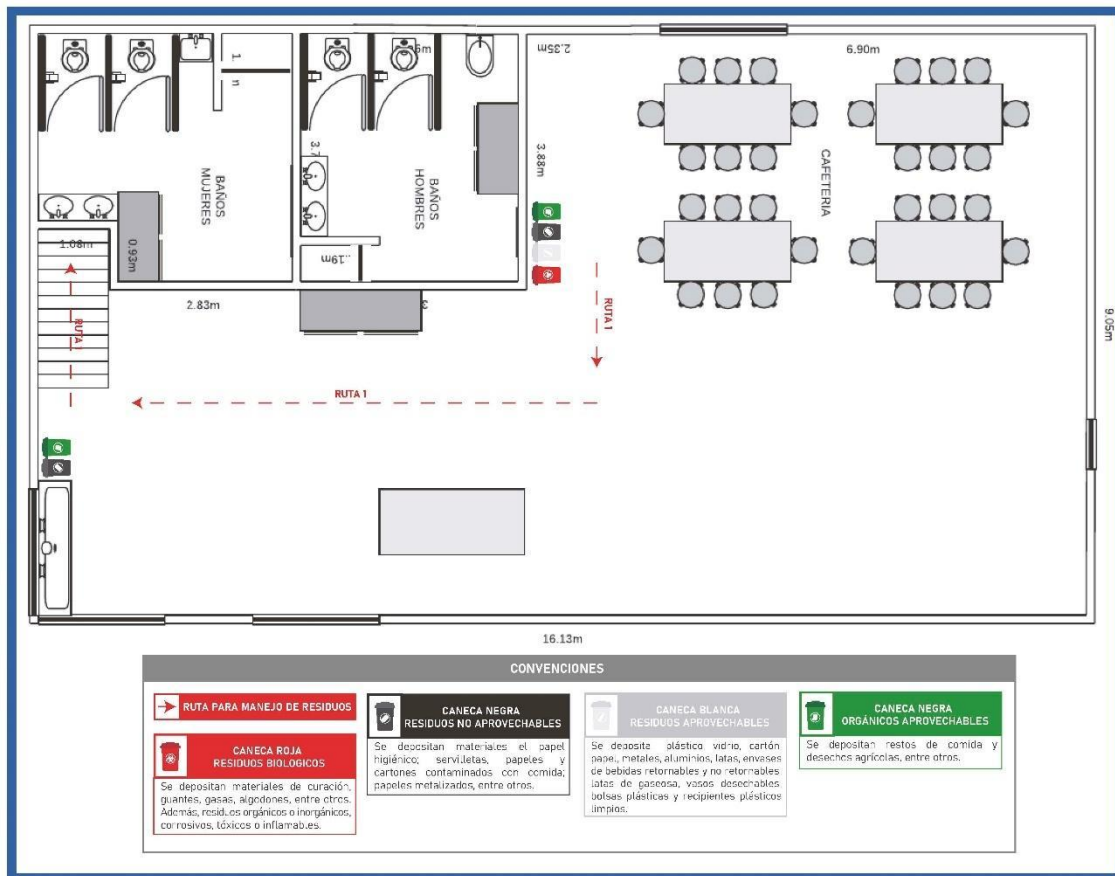 2.35m
6.90m
BAÑOS
MUJERES
BAÑOS
HOMBRES
3.88m
CAFETERIA
1.08m
0.93m
2.83m
RUTA 1
RUTA 1
RUTA 1
9.05m
16.13m
CONVENCIONES
RUTA PARA MANEJO DE RESIDUOS
CANECA ROJA
RESIDUOS BIOLOGICOS
Se depositan materiales de curación,
guantes, gasas, algodones, entre otros.
Además, residuos orgánicos o inorgánicos,
corrosivos, tóxicos o inflamables.
CANECA NEGRA
RESIDUOS NO APROVECHABLES
Se depositan materiales el papel
higiénico; servilletas, papeles y
cartones contaminados con comida;
papeles metalizados, entre otros.
CANECA BLANCA
RESIDUOS APROVECHABLES
Se deposita plástico, vidrio, cartón
papel, metales, aluminios, latas, envases
de bebidas retornables y no retornables
latas de gaseosa, vasos desechables
bolsas plásticas y recipientes plásticos
limpios.
CANECA NEGRA
ORGÁNICOS APROVECHABLES
Se depositan restos de comida y
desechos agrícolas, entre otros.